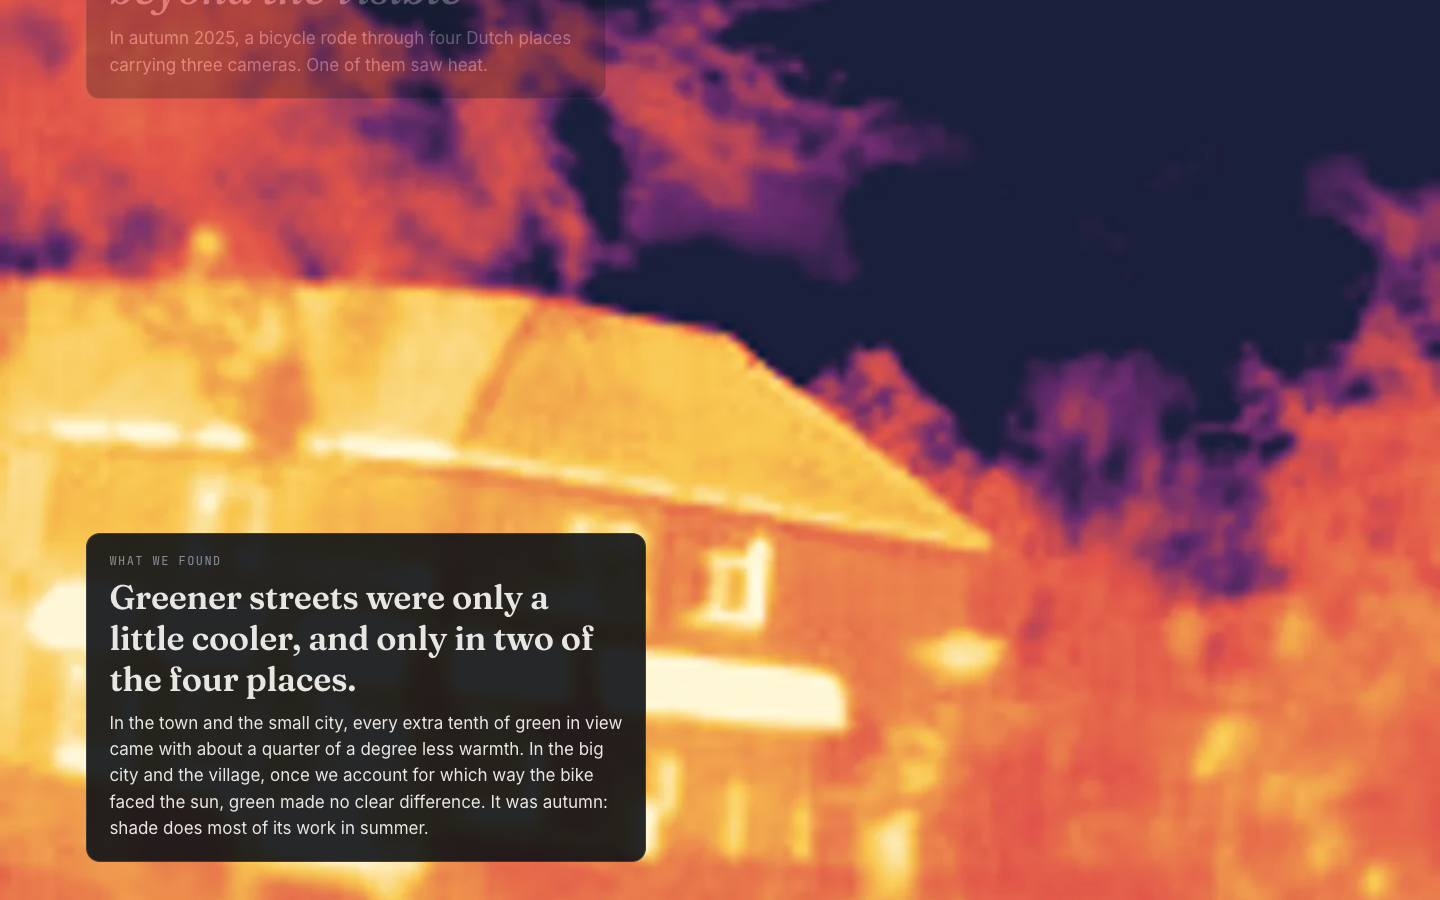 beyond the visible
In autumn 2025, a bicycle rode through four Dutch places
carrying three cameras. One of them saw heat.
WHAT WE FOUND
Greener streets were only a
little cooler, and only in two of
the four places.
In the town and the small city, every extra tenth of green in view
came with about a quarter of a degree less warmth. In the big
city and the village, once we account for which way the bike
faced the sun, green made no clear difference. It was autumn:
shade does most of its work in summer.